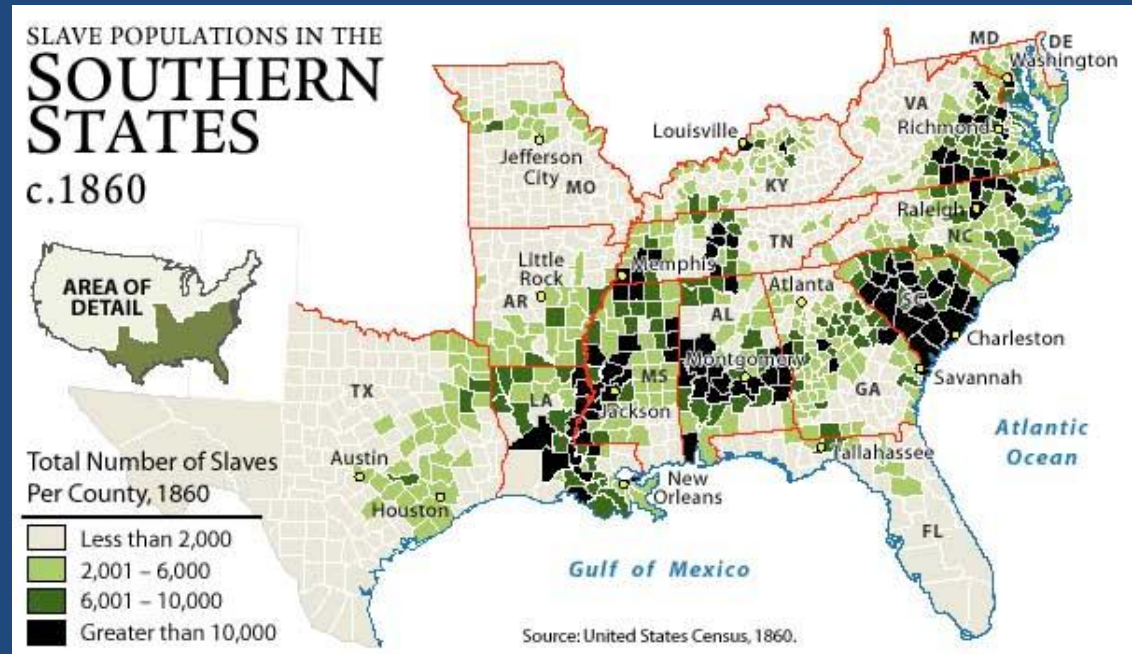 SLAVE POPULATIONS IN THE
SOUTHERN
STATES
c.1860
AREA OF
DETAIL
MD
DE
Washington
VA
Richmond
Louisville
KY
Jefferson
City
MO
Raleigh
NC
TN
Memphis
Little
Rock
AR
Atlanta
AL
SC
Charleston
Montgomery
MS
GA
Savannah
Jackson
LA
TX
Atlantic
Ocean
Tallahassee
Austin
Houston
New
Orleans
FL
Gulf of Mexico
Total Number of Slaves
Per County, 1860
Less than 2,000
2,001 – 6,000
6,001 – 10,000
Greater than 10,000
Source: United States Census, 1860.